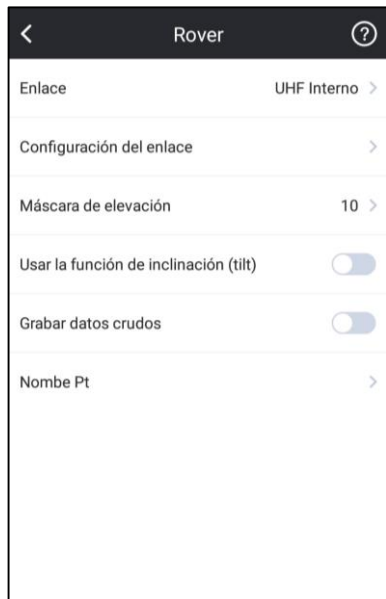 Rover
Enlace UHF Interno
Configuración del enlace
Máscara de elevación 10
Usar la función de inclinación (tilt)
Grabar datos crudos
Nombe Pt